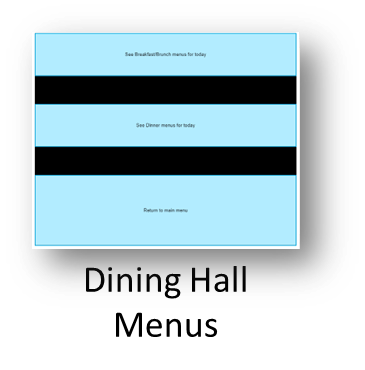 See Breakfast/Brunch menus for today
See Dinner menus for today
Return to main menu
Dining Hall
Menus